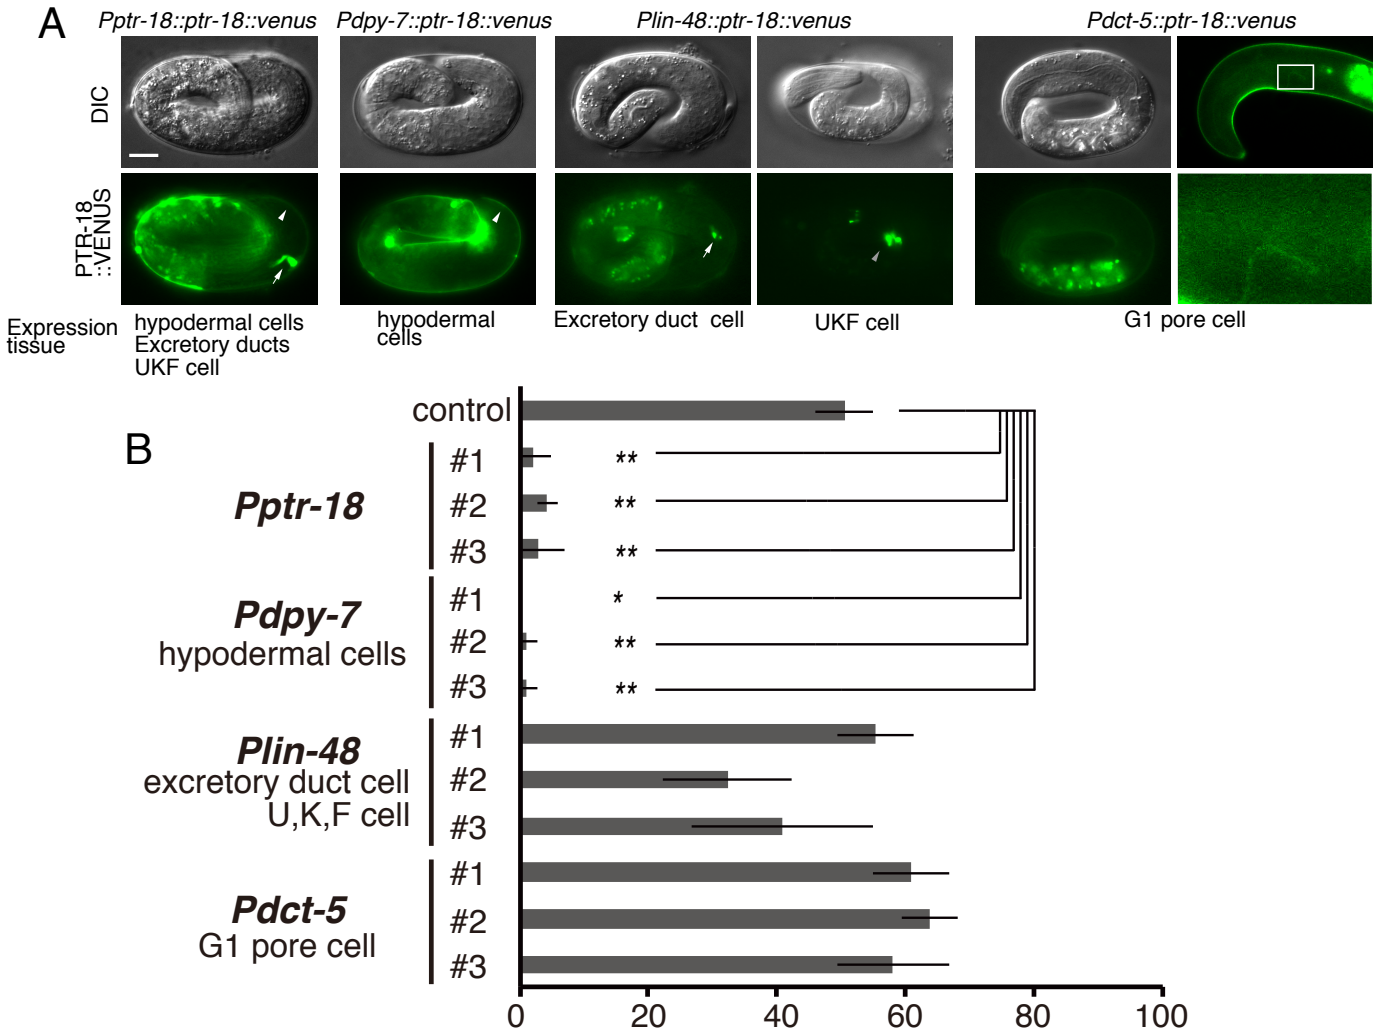 A
Pptr-18::ptr-18::venus
Pdpy-7::ptr-18::venus
Plin-48::ptr-18::venus
Pdct-5::ptr-18::venus
DIC
PTR-18
::VENUS
Expression
tissue
hypodermal cells
Excretory ducts
UKF cell
hypodermal
cells
Excretory duct cell
UKF cell
G1 pore cell
B
control
Pptr-18
#1 **
#2 **
#3 **
Pdpy-7
hypodermal cells
#1 *
#2 **
#3 **
Plin-48
excretory duct cell
U,K,F cell
#1
#2
#3
Pdct-5
G1 pore cell
#1
#2
#3
0 20 40 60 80 100